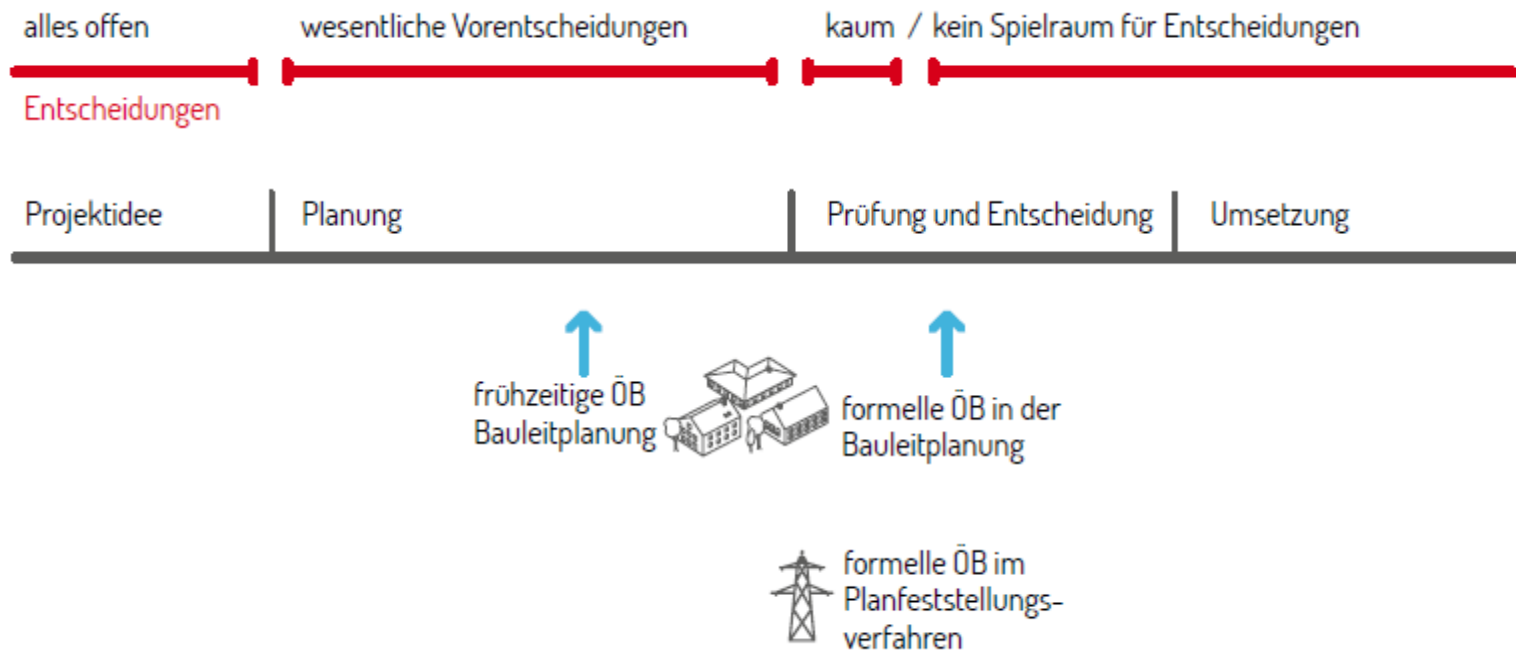 alles offen
wesentliche Vorentscheidungen
kaum / kein Spielraum für Entscheidungen
Entscheidungen
Projektidee
Planung
Prüfung und Entscheidung
Umsetzung
frühzeitige ÖB
Bauleitplanung
formelle ÖB in der
Bauleitplanung
formelle ÖB im
Planfeststellungs-
verfahren